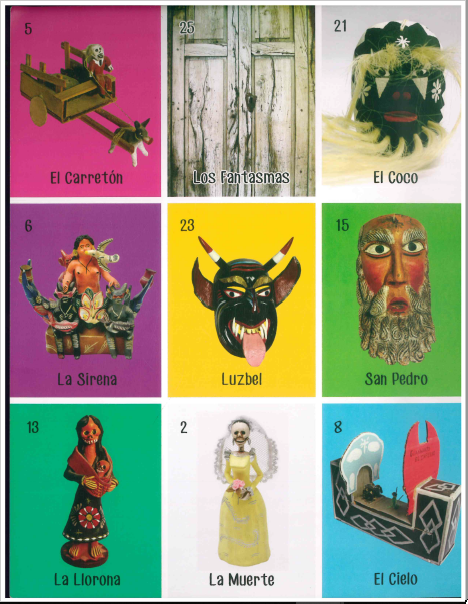 5
El Carretón
25
Los Fantasmas
21
El Coco
6
La Sirena
23
Luzbel
15
San Pedro
13
La Llorona
2
La Muerte
8
El Cielo